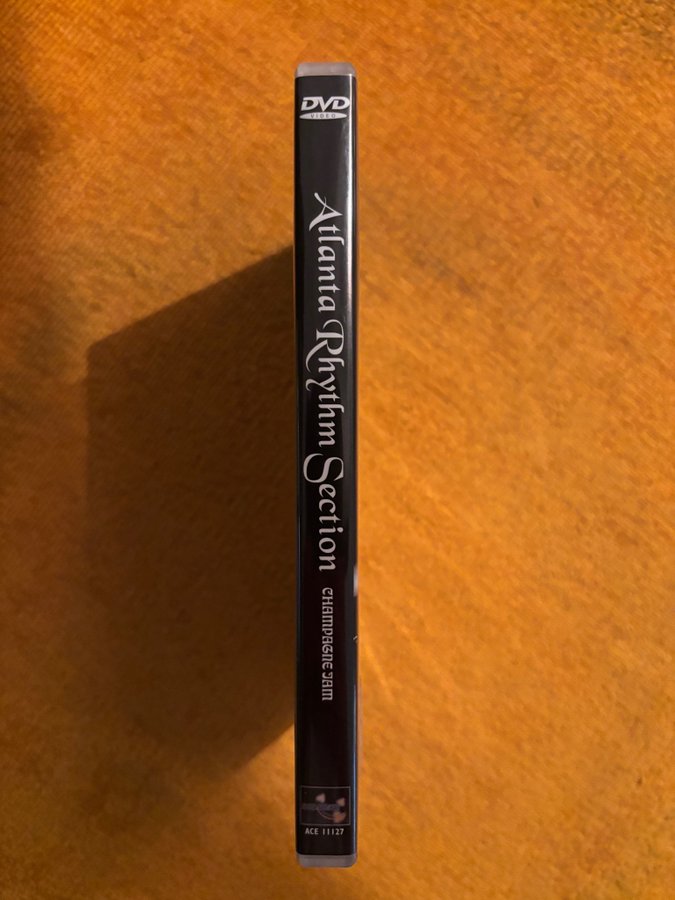 DVD
VIDEO
Atlanta Rhythm Section
CHAMPAGNE JAM
ACE 11127